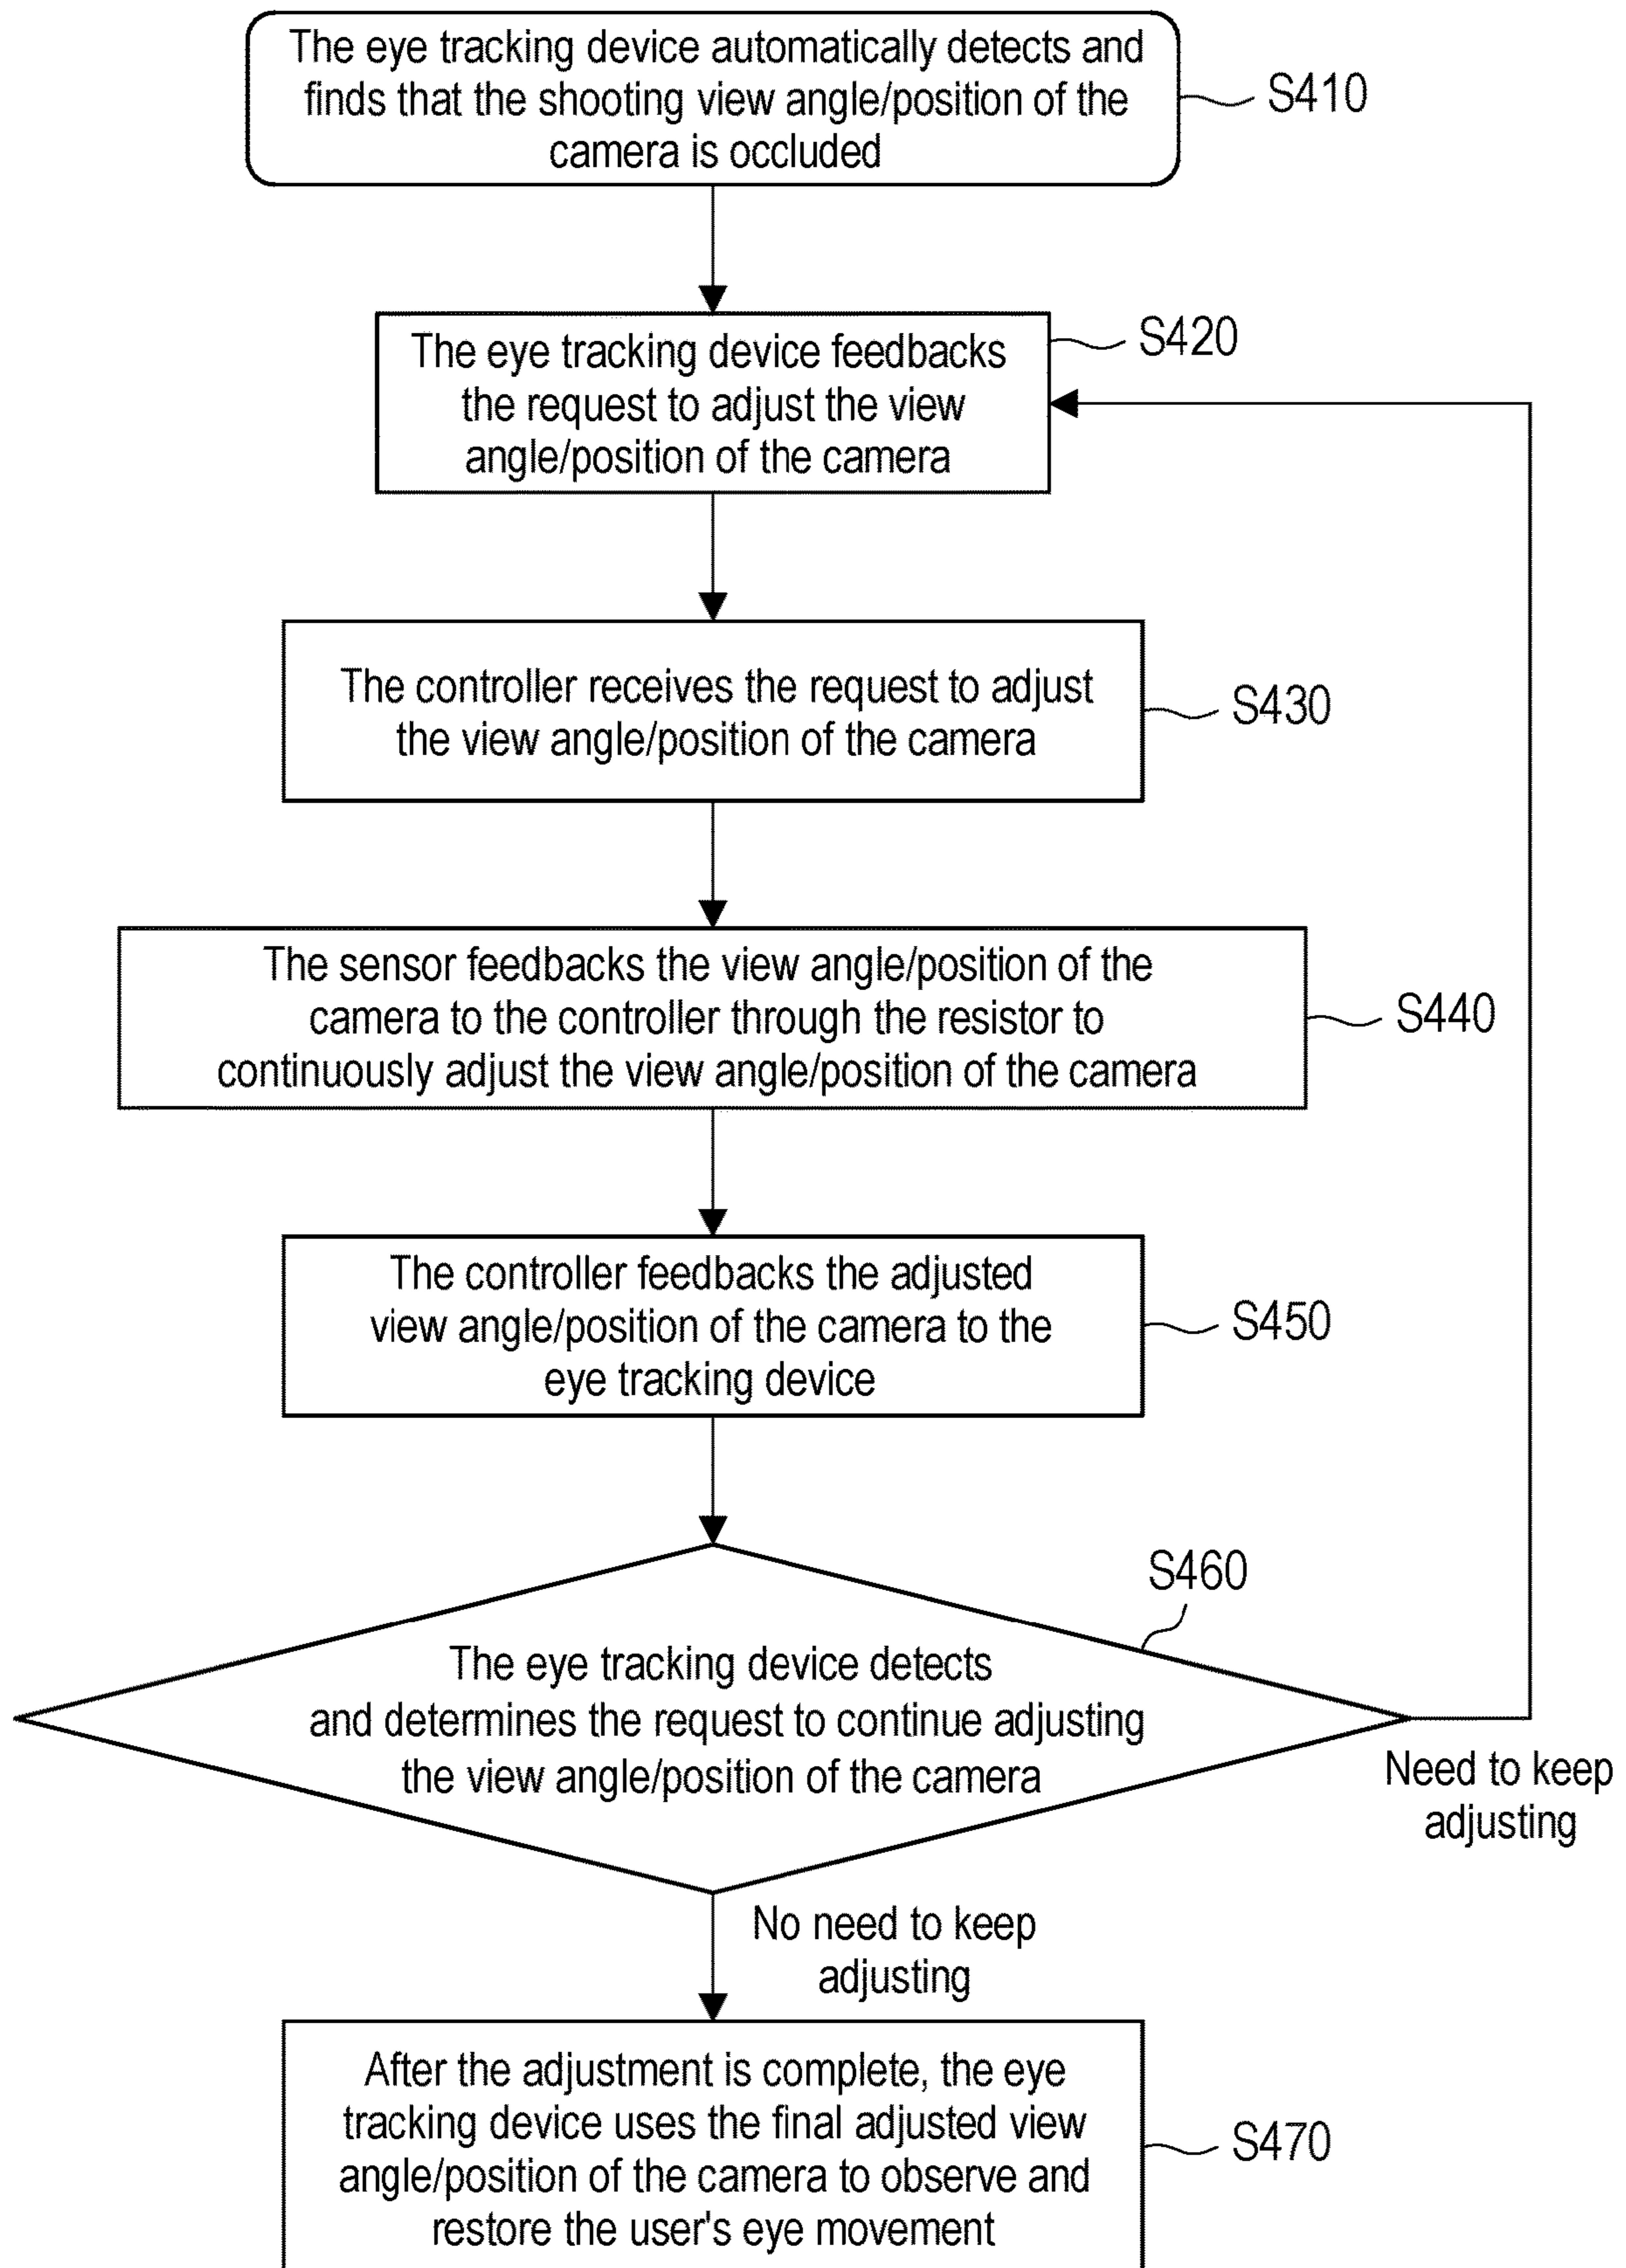 The eye tracking device automatically detects and
finds that the shooting view angle/position of the
camera is occluded
S410
The eye tracking device feedbacks
the request to adjust the view
angle/position of the camera
S420
The controller receives the request to adjust
the view angle/position of the camera
S430
The sensor feedbacks the view angle/position of the
camera to the controller through the resistor to
continuously adjust the view angle/position of the camera
S440
The controller feedbacks the adjusted
view angle/position of the camera to the
eye tracking device
S450
S460
The eye tracking device detects
and determines the request to continue adjusting
the view angle/position of the camera
Need to keep
adjusting
No need to keep
adjusting
After the adjustment is complete, the eye
tracking device uses the final adjusted view
angle/position of the camera to observe and
restore the user's eye movement
S470